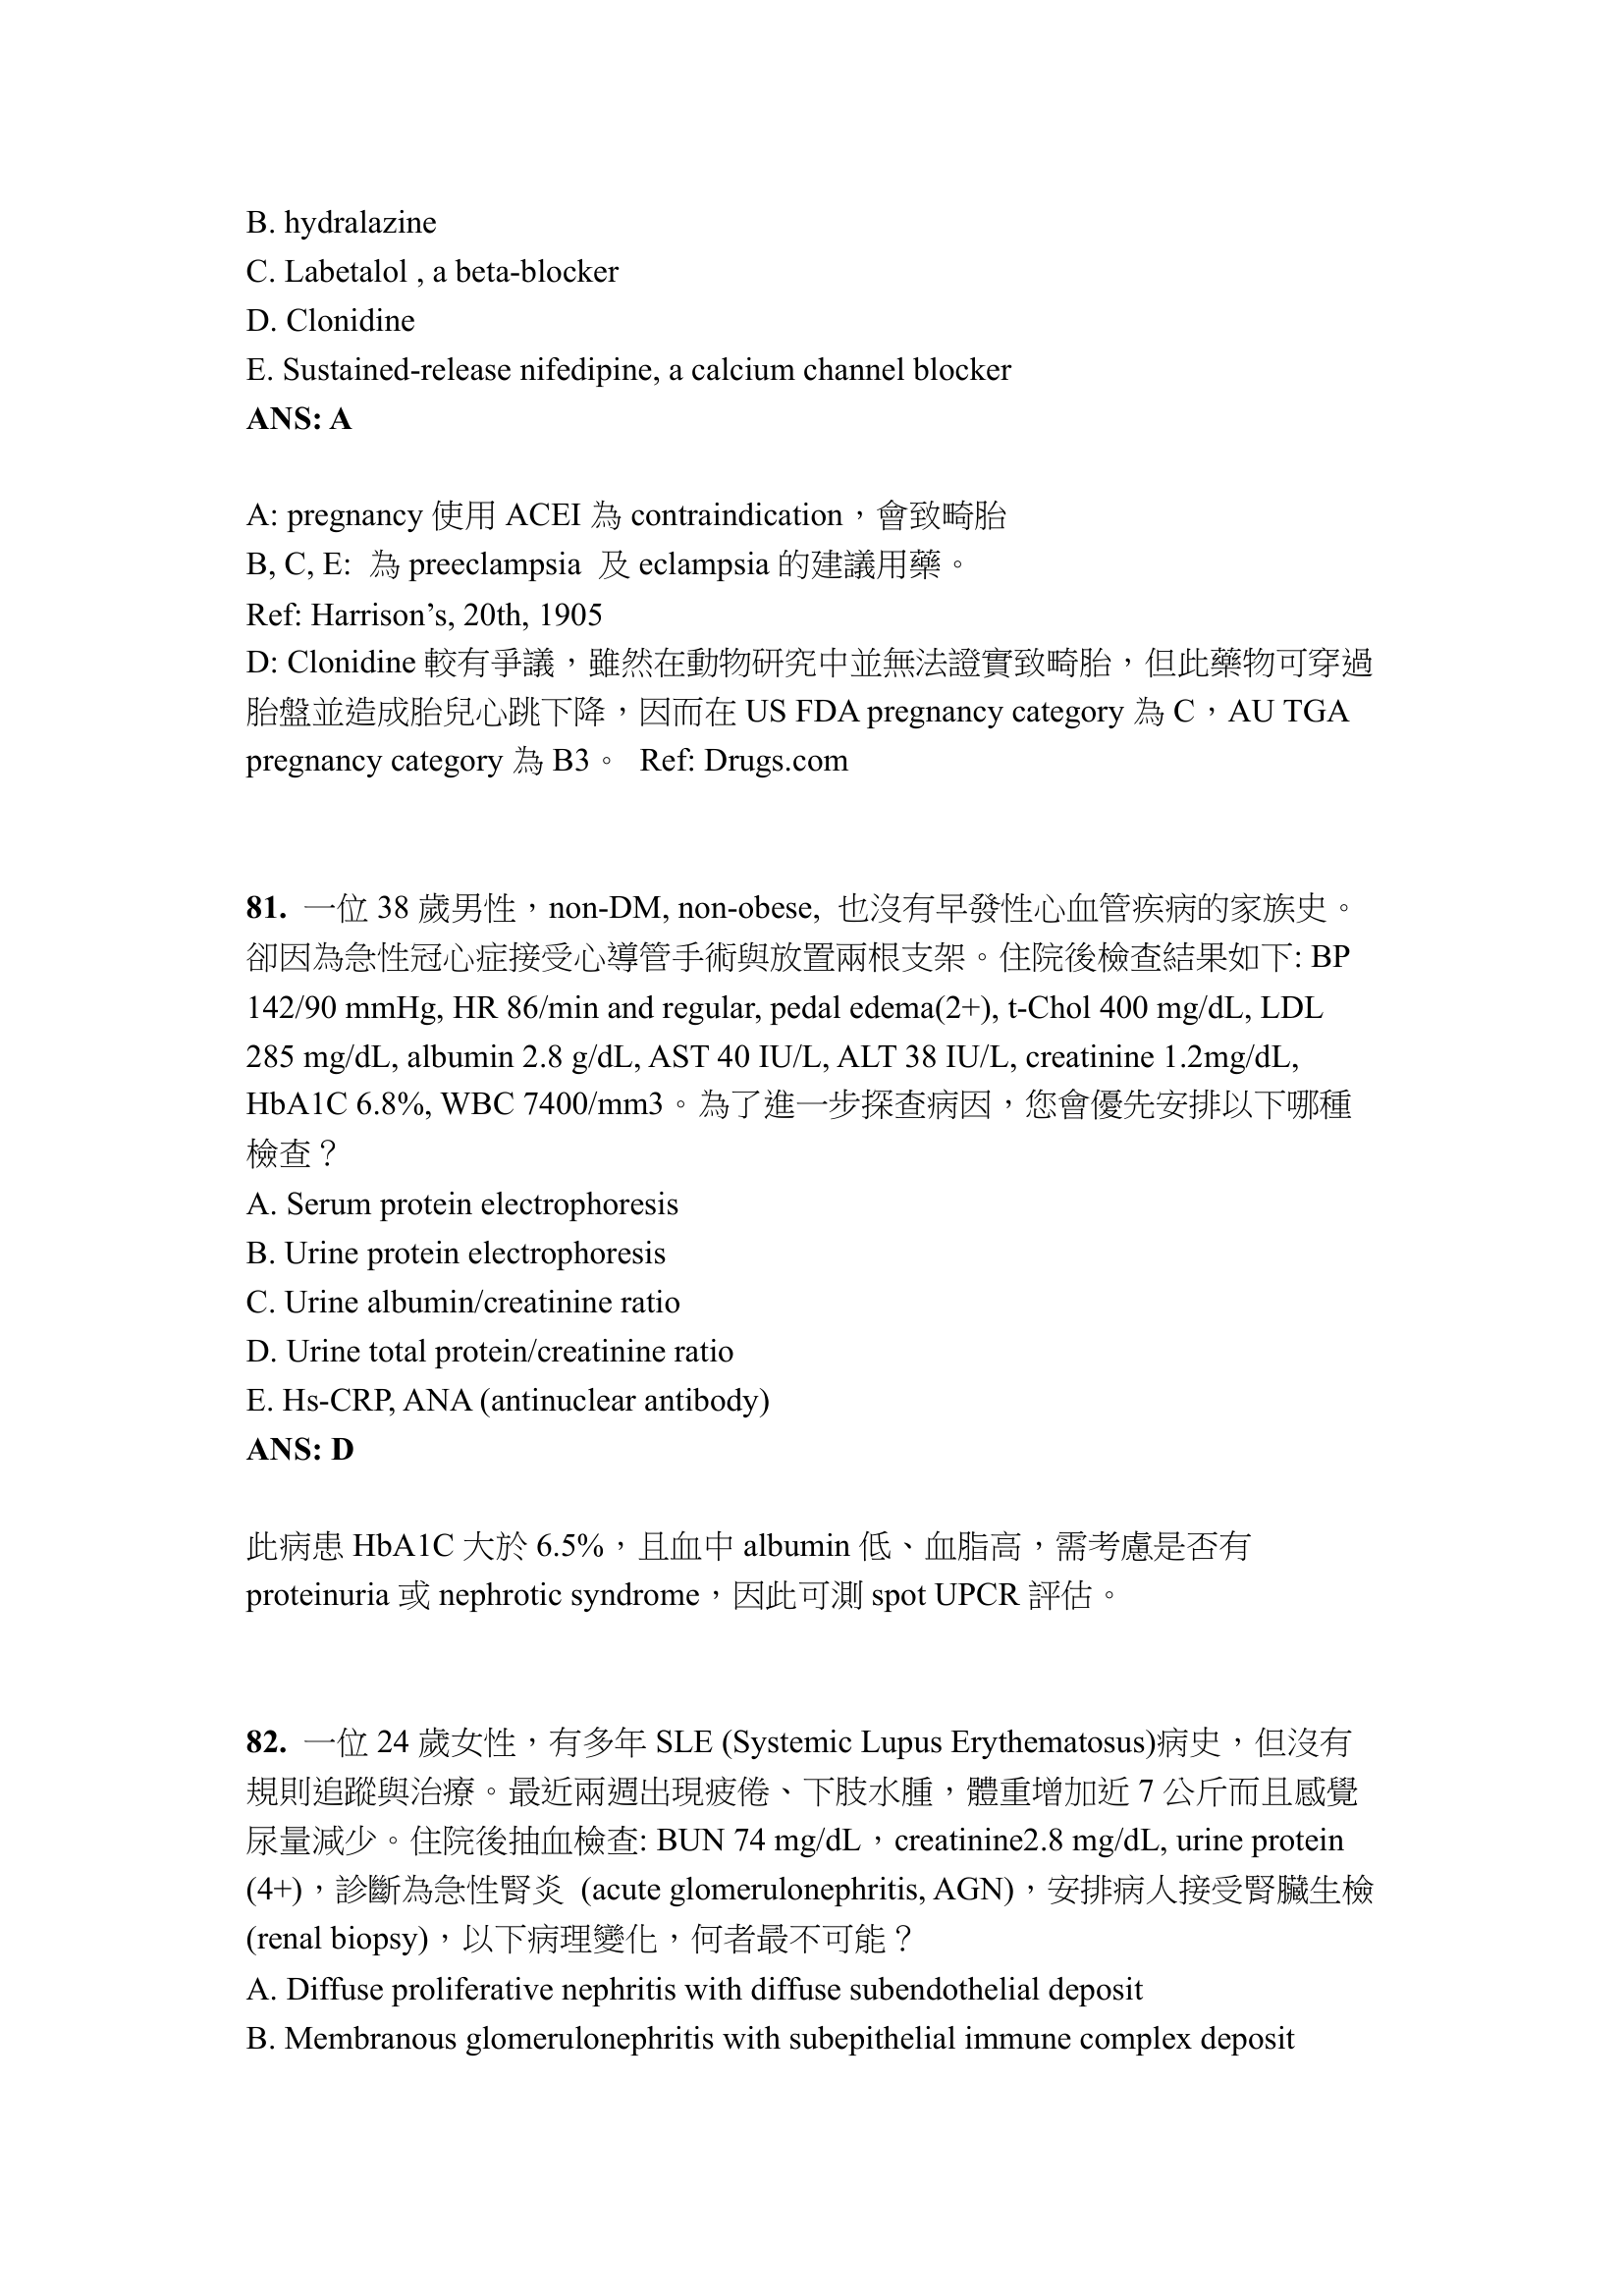 B. hydralazine
C. Labetalol , a beta-blocker
D. Clonidine
E. Sustained-release nifedipine, a calcium channel blocker
ANS: A
A: pregnancy 使用 ACEI 為 contraindication，會致畸胎
B, C, E:  為 preeclampsia  及 eclampsia 的建議用藥。
Ref: Harrison’s, 20th, 1905
D: Clonidine 較有爭議，雖然在動物研究中並無法證實致畸胎，但此藥物可穿過
胎盤並造成胎兒心跳下降，因而在 US FDA pregnancy category 為 C，AU TGA
pregnancy category 為 B3。  Ref: Drugs.com
81.  一位 38 歲男性，non-DM, non-obese,  也沒有早發性心血管疾病的家族史。
卻因為急性冠心症接受心導管手術與放置兩根支架。住院後檢查結果如下: BP
142/90 mmHg, HR 86/min and regular, pedal edema(2+), t-Chol 400 mg/dL, LDL
285 mg/dL, albumin 2.8 g/dL, AST 40 IU/L, ALT 38 IU/L, creatinine 1.2mg/dL,
HbA1C 6.8%, WBC 7400/mm3。為了進一步探查病因，您會優先安排以下哪種
檢查？
A. Serum protein electrophoresis
B. Urine protein electrophoresis
C. Urine albumin/creatinine ratio
D. Urine total protein/creatinine ratio
E. Hs-CRP, ANA (antinuclear antibody)
ANS: D
此病患 HbA1C 大於 6.5%，且血中 albumin 低、血脂高，需考慮是否有
proteinuria 或 nephrotic syndrome，因此可測 spot UPCR 評估。
82.  一位 24 歲女性，有多年 SLE (Systemic Lupus Erythematosus)病史，但沒有
規則追蹤與治療。最近兩週出現疲倦、下肢水腫，體重增加近 7 公斤而且感覺
尿量減少。住院後抽血檢查: BUN 74 mg/dL，creatinine2.8 mg/dL, urine protein
(4+)，診斷為急性腎炎  (acute glomerulonephritis, AGN)，安排病人接受腎臟生檢
(renal biopsy)，以下病理變化，何者最不可能？
A. Diffuse proliferative nephritis with diffuse subendothelial deposit
B. Membranous glomerulonephritis with subepithelial immune complex deposit